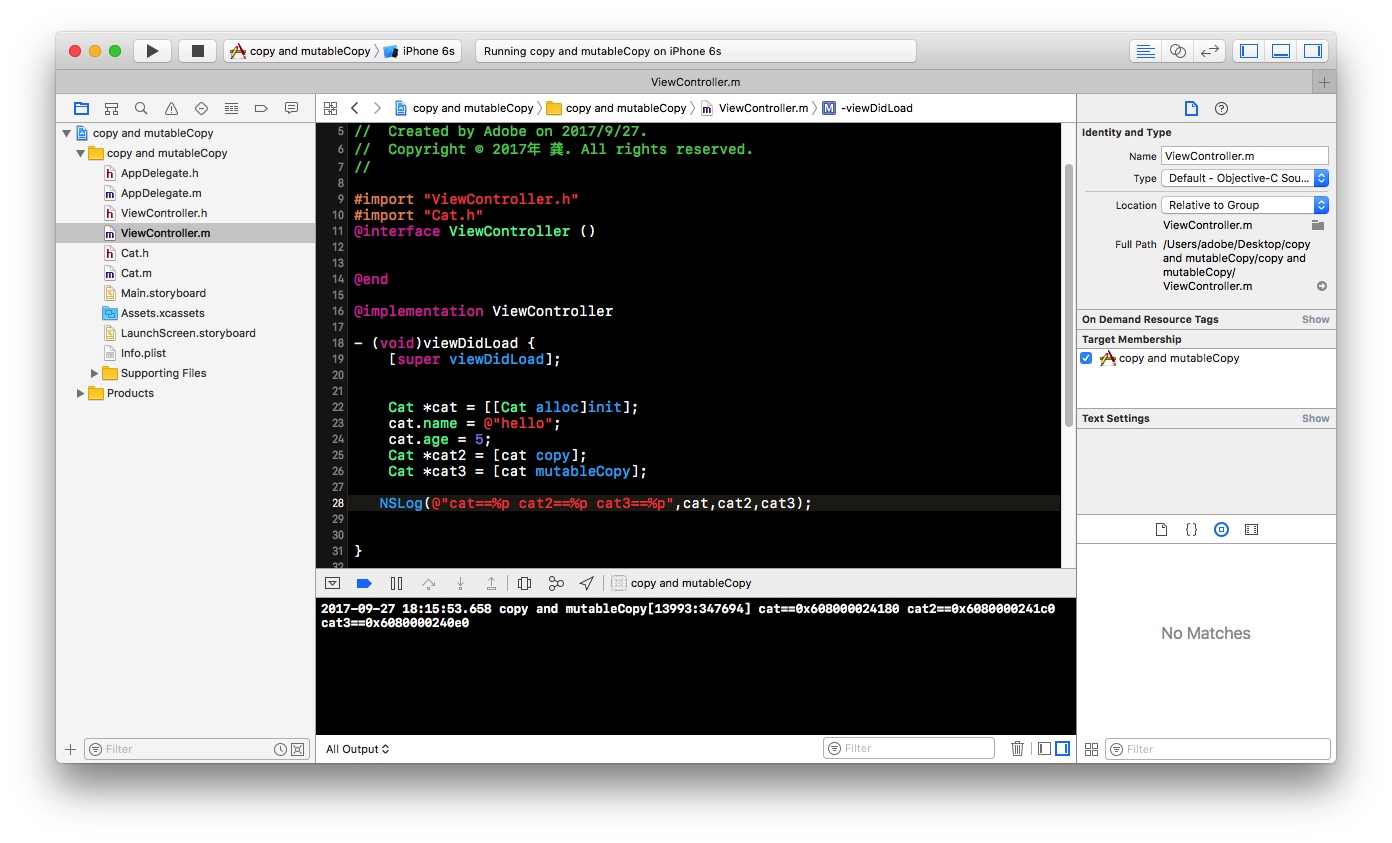 copy and mutableCopy
iPhone 6s
Running copy and mutableCopy on iPhone 6s
ViewController.m
copy and mutableCopy
copy and mutableCopy
AppDelegate.h
AppDelegate.m
ViewController.h
ViewController.m
Cat.h
Cat.m
Main.storyboard
Assets.xcassets
LaunchScreen.storyboard
Info.plist
Supporting Files
Products
Filter
copy and mutableCopy
copy and mutableCopy
ViewController.m
M
-viewDidLoad
5 //  Created by Adobe on 2017/9/27.
6 //  Copyright © 2017年 龚. All rights reserved.
7 //
8
9 #import "ViewController.h"
10 #import "Cat.h"
11 @interface ViewController ()
12
13
14 @end
15
16 @implementation ViewController
17
18 - (void)viewDidLoad {
19     [super viewDidLoad];
20
21
22     Cat *cat = [[Cat alloc]init];
23     cat.name = @"hello";
24     cat.age = 5;
25     Cat *cat2 = [cat copy];
26     Cat *cat3 = [cat mutableCopy];
27
28    NSLog(@"cat==%p cat2==%p cat3==%p",cat,cat2,cat3);
29
30
31 }
32
copy and mutableCopy
2017-09-27 18:15:53.658 copy and mutableCopy[13993:347694] cat==0x608000024180 cat2==0x6080000241c0
cat3==0x6080000240e0
All Output
Filter
Identity and Type
Name ViewController.m
Type Default - Objective-C Sou...
Location Relative to Group
ViewController.m
Full Path /Users/adobe/Desktop/copy
and mutableCopy/copy and
mutableCopy/
ViewController.m
On Demand Resource Tags Show
Target Membership
copy and mutableCopy
Text Settings Show
No Matches
Filter